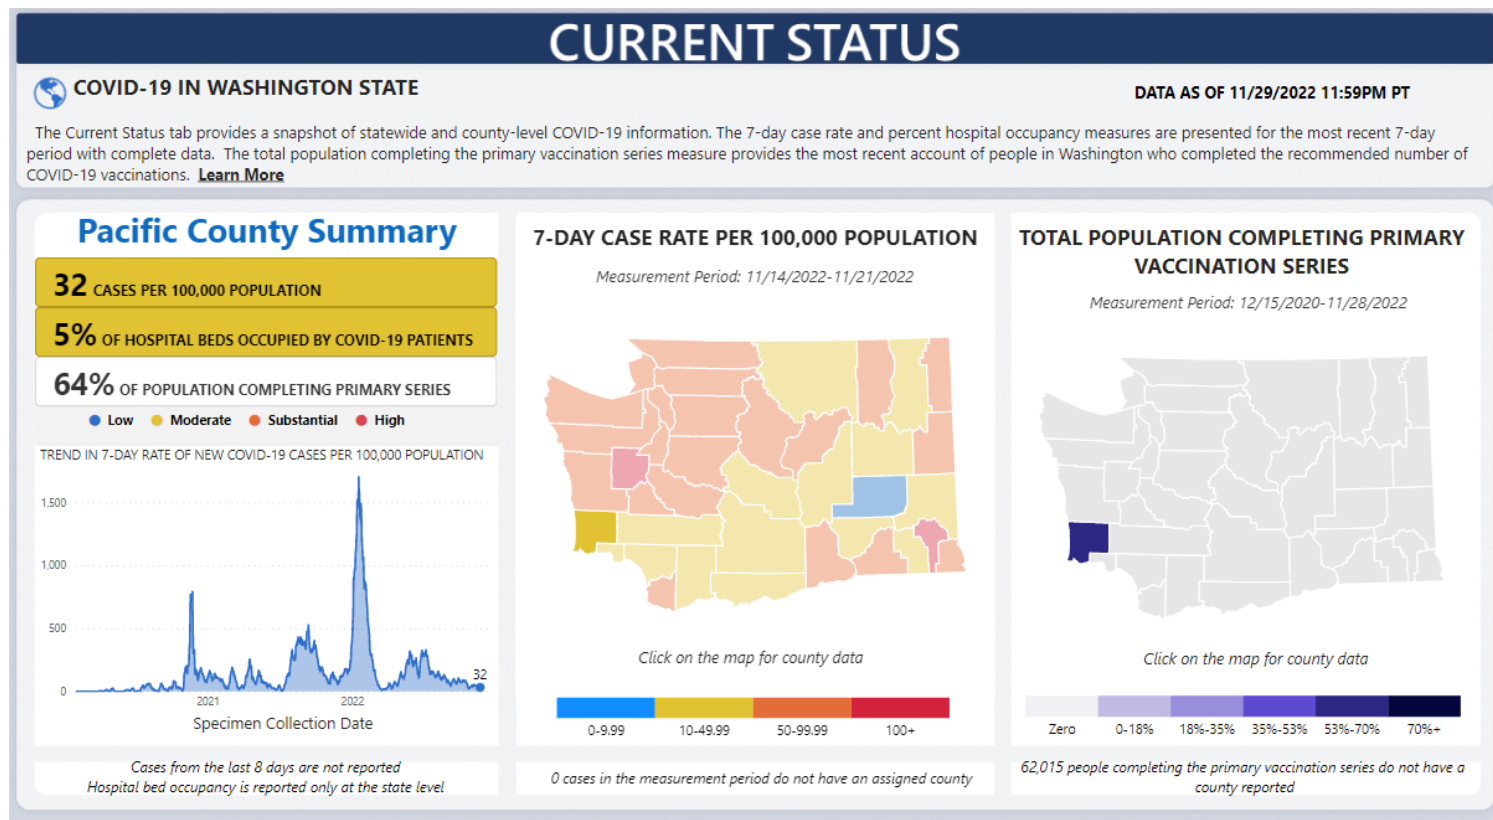 CURRENT STATUS
COVID-19 IN WASHINGTON STATE
DATA AS OF 11/29/2022 11:59PM PT
The Current Status tab provides a snapshot of statewide and county-level COVID-19 information. The 7-day case rate and percent hospital occupancy measures are presented for the most recent 7-day
period with complete data. The total population completing the primary vaccination series measure provides the most recent account of people in Washington who completed the recommended number of
COVID-19 vaccinations. Learn More
Pacific County Summary
32 CASES PER 100,000 POPULATION
5% OF HOSPITAL BEDS OCCUPIED BY COVID-19 PATIENTS
64% OF POPULATION COMPLETING PRIMARY SERIES
Low Moderate Substantial High
TREND IN 7-DAY RATE OF NEW COVID-19 CASES PER 100,000 POPULATION
1,500
1,000
500
0
32
2021 2022
Specimen Collection Date
Cases from the last 8 days are not reported
Hospital bed occupancy is reported only at the state level
7-DAY CASE RATE PER 100,000 POPULATION
Measurement Period: 11/14/2022-11/21/2022
Click on the map for county data
0-9.99 10-49.99 50-99.99 100+
0 cases in the measurement period do not have an assigned county
TOTAL POPULATION COMPLETING PRIMARY
VACCINATION SERIES
Measurement Period: 12/15/2020-11/28/2022
Click on the map for county data
Zero 0-18% 18%-35% 35%-53% 53%-70% 70%+
62,015 people completing the primary vaccination series do not have a
county reported